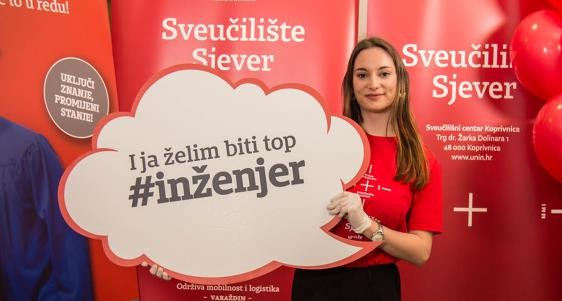 to u redu!
UKLJUČI
ZNANJE,
PROMIJENI
STANJE!
Sveučilište
Sjever
I ja želim biti top
#inženjer
Održiva mobilnost i logistika
– VARAŽDIN –
Sveučilište
Sjever
Sveučilišni centar Koprivnica
Trg dr. Žarka Dolinara 1
48 000 Koprivnica
www.unin.hr
MMI